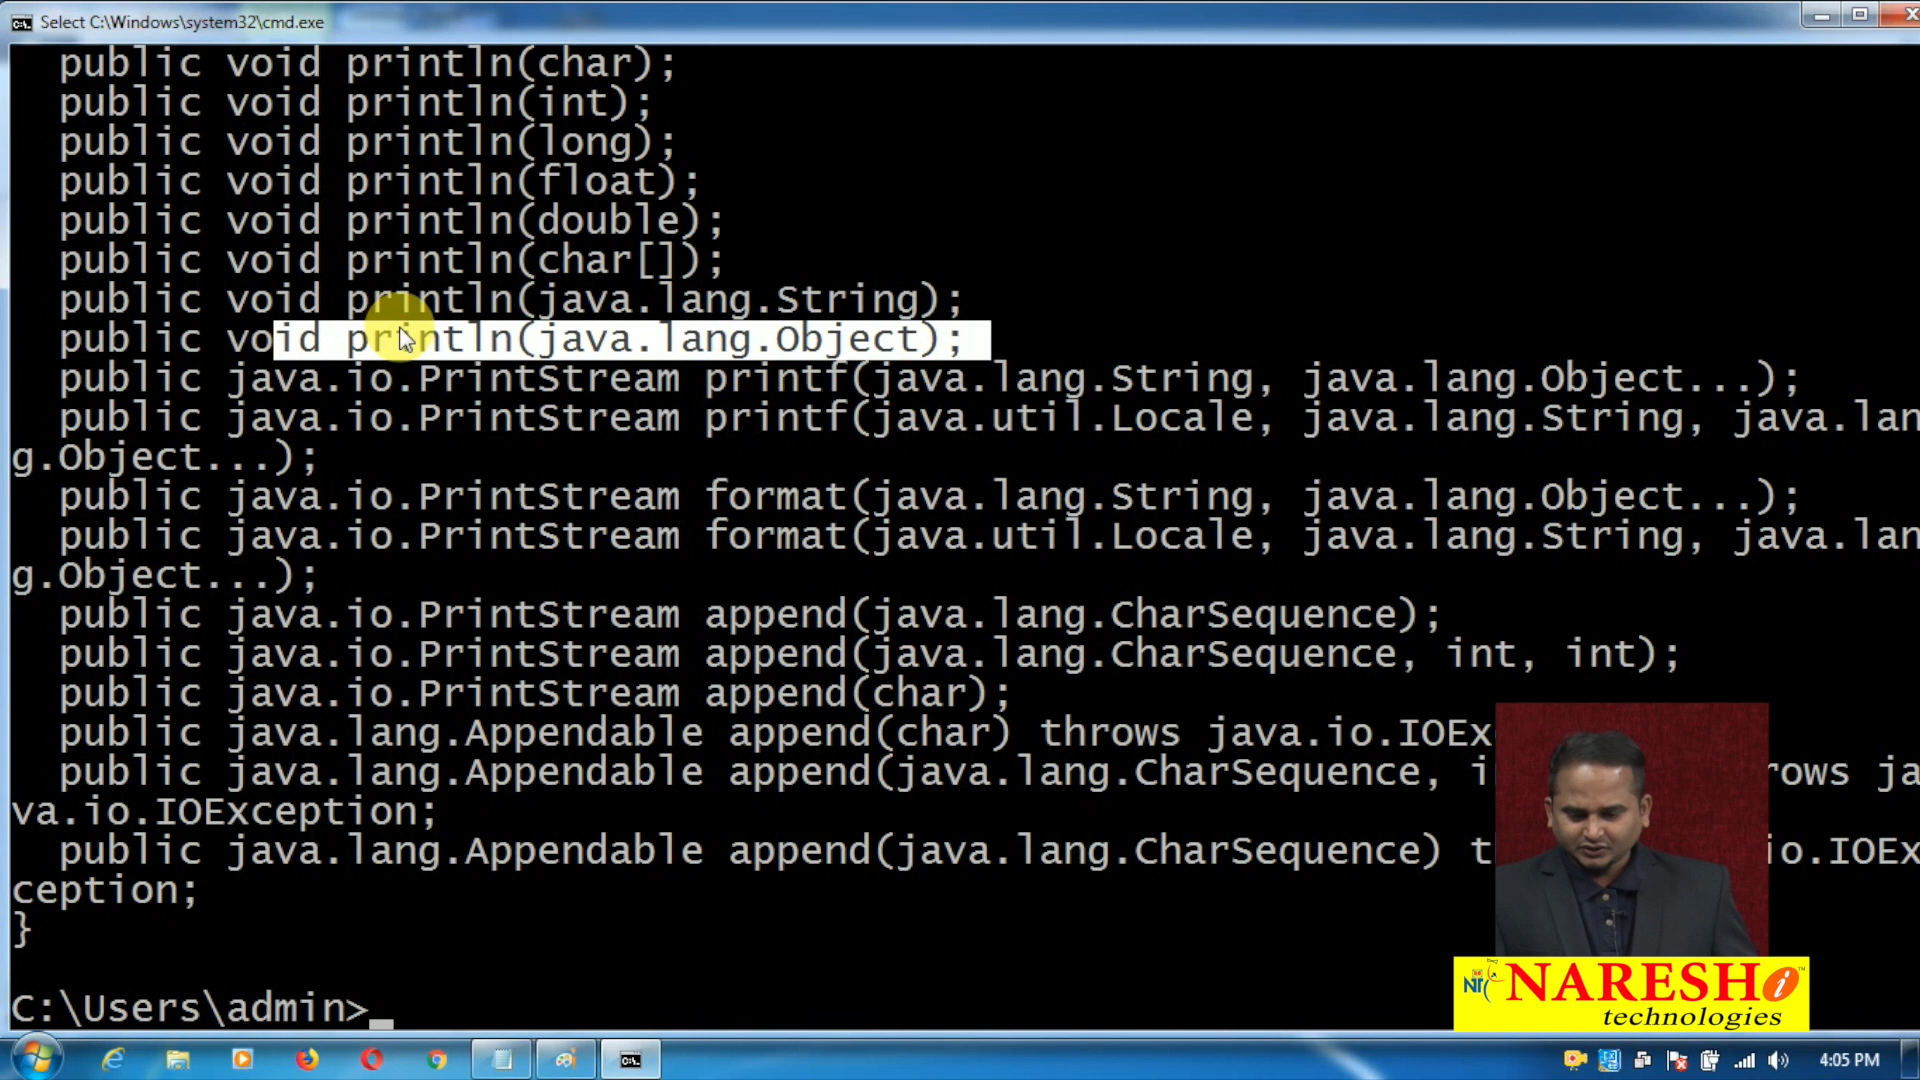 Select C:\Windows\system32\cmd.exe
public void println(char);
public void println(int);
public void println(long);
public void println(float);
public void println(double);
public void println(char[]);
public void println(java.lang.String);
public void println(java.lang.Object);
public java.io.PrintStream printf(java.lang.String, java.lang.Object...);
public java.io.PrintStream printf(java.util.Locale, java.lang.String, java.lan
g.Object...);
public java.io.PrintStream format(java.lang.String, java.lang.Object...);
public java.io.PrintStream format(java.util.Locale, java.lang.String, java.lan
g.Object...);
public java.io.PrintStream append(java.lang.CharSequence);
public java.io.PrintStream append(java.lang.CharSequence, int, int);
public java.io.PrintStream append(char);
public java.lang.Appendable append(char) throws java.io.IOEx
public java.lang.Appendable append(java.lang.CharSequence, i rows ja
va.io.IOException;
public java.lang.Appendable append(java.lang.CharSequence) t io.IOEx
ception;
}
C:\Users\admin>_
NARESH i
technologies
4:05 PM